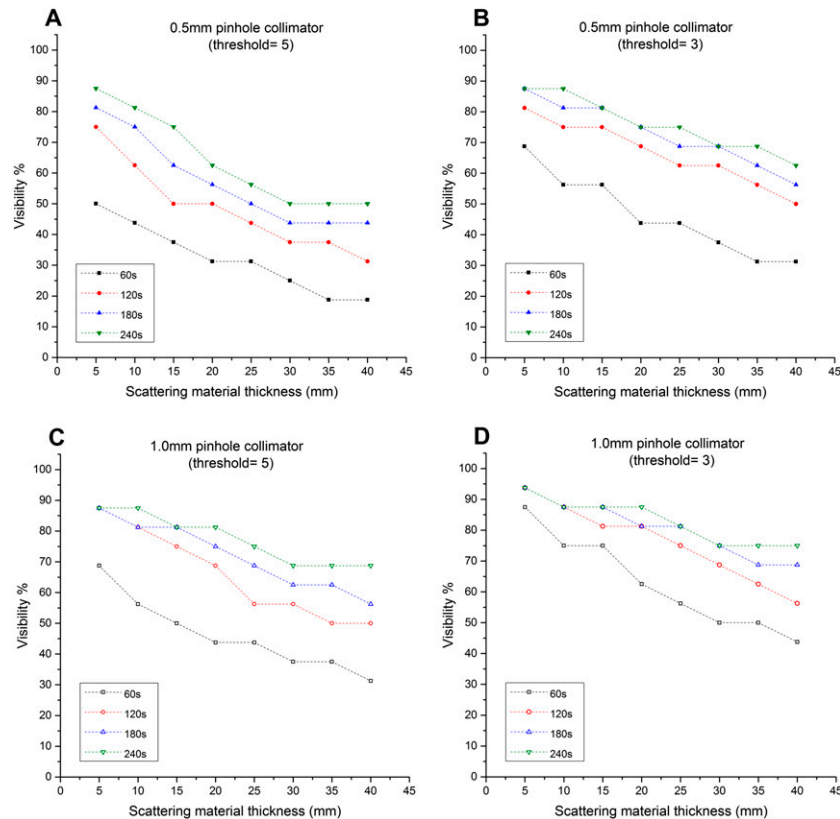 A
0.5mm pinhole collimator
(threshold= 5)
100
90
80
70
60
50
40
30
20
10
0
Visibility %
60s
120s
180s
240s
0 5 10 15 20 25 30 35 40 45
Scattering material thickness (mm)
B
0.5mm pinhole collimator
(threshold= 3)
100
90
80
70
60
50
40
30
20
10
0
Visibility %
60s
120s
180s
240s
0 5 10 15 20 25 30 35 40 45
Scattering material thickness (mm)
C
1.0mm pinhole collimator
(threshold= 5)
100
90
80
70
60
50
40
30
20
10
0
Visibility %
60s
120s
180s
240s
0 5 10 15 20 25 30 35 40 45
Scattering material thickness (mm)
D
1.0mm pinhole collimator
(threshold= 3)
100
90
80
70
60
50
40
30
20
10
0
Visibility %
60s
120s
180s
240s
0 5 10 15 20 25 30 35 40 45
Scattering material thickness (mm)